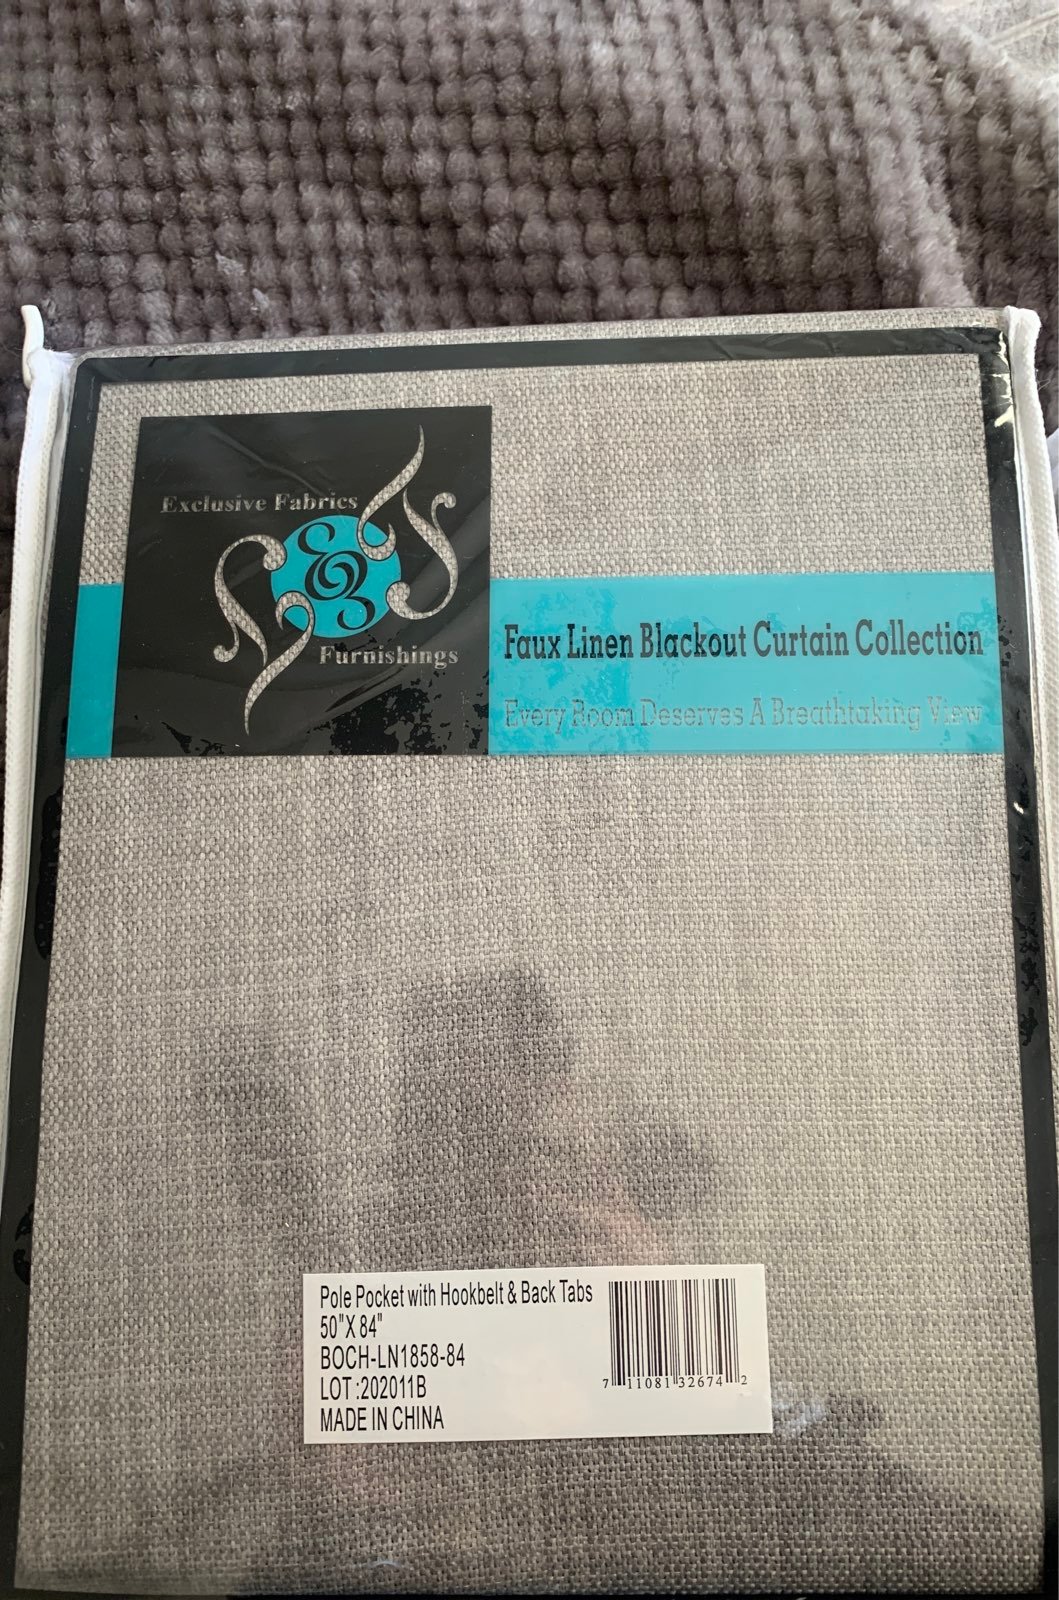 Exclusive Fabrics
&
Furnishings
Faux Linen Blackout Curtain Collection
Every Room Deserves A Breathtaking View
Pole Pocket with Hookbelt & Back Tabs
50"X 84"
BOCH-LN1858-84
LOT :202011B
MADE IN CHINA
7 11081 32674 2